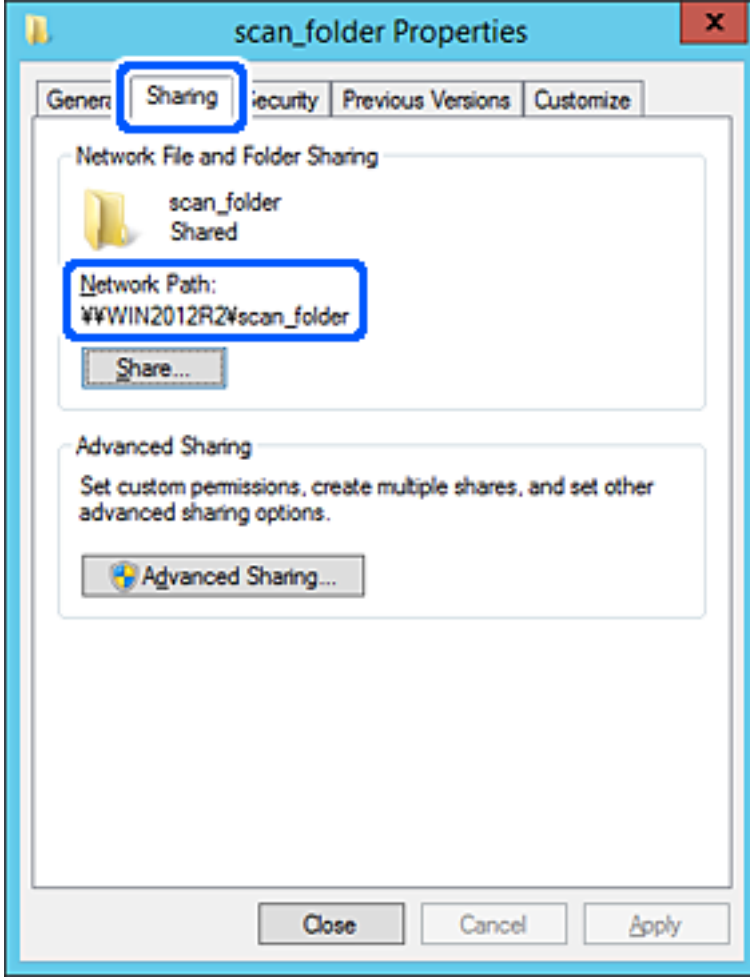 scan_folder Properties
x
Genera Sharing Security Previous Versions Customize
Network File and Folder Sharing
scan_folder
Shared
Network Path:
¥¥WIN2012R2¥scan_folder
Share...
Advanced Sharing
Set custom permissions, create multiple shares, and set other
advanced sharing options.
Advanced Sharing...
Close Cancel Apply